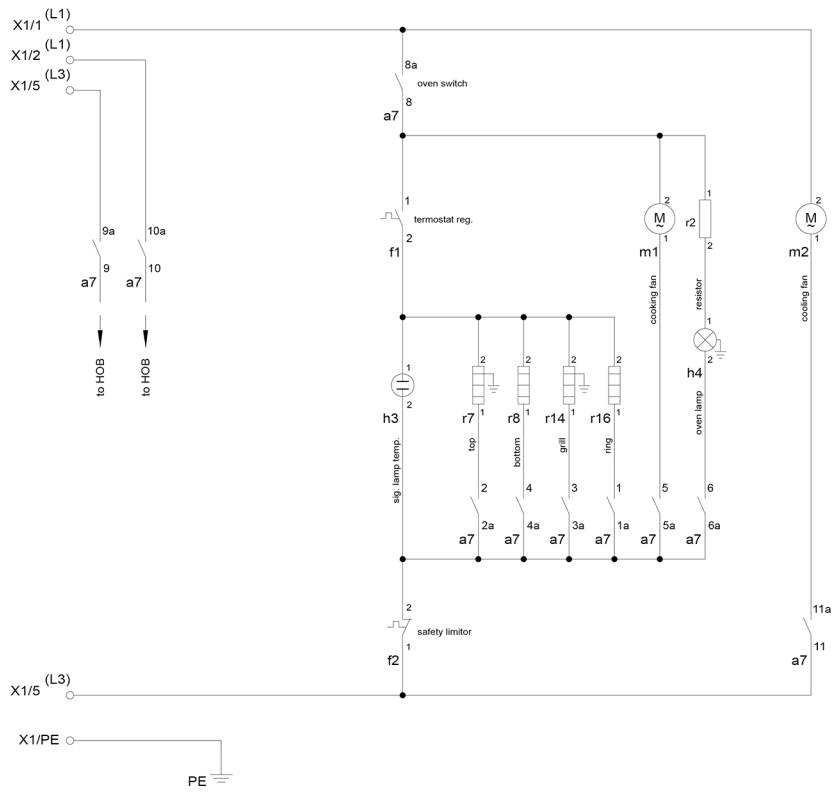 X1/1 (L1)
X1/2 (L1)
X1/5 (L3)
8a
oven switch
8
a7
1
termostat reg.
2
f1
2
M
~
1
m1
cooking fan
1
r2
2
resistor
2
M
~
1
m2
cooling fan
9a
9
a7
to HOB
10a
10
a7
to HOB
1
2
h3
sig. lamp temp.
2
r7
1
top
2
r8
1
bottom
2
r14
1
grill
2
r16
1
ring
1
2
h4
oven lamp
2
2a
a7
4
4a
a7
3
3a
a7
1
1a
a7
5
5a
a7
6
6a
a7
2
safety limitor
1
f2
11a
11
a7
X1/5 (L3)
X1/PE
PE